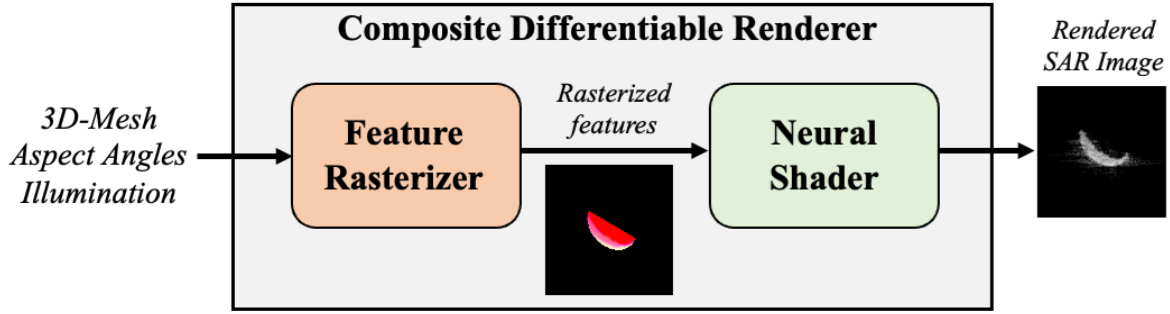 Composite Differentiable Renderer
3D-Mesh
Aspect Angles
Illumination
Feature
Rasterizer
Rasterized
features
Neural
Shader
Rendered
SAR Image